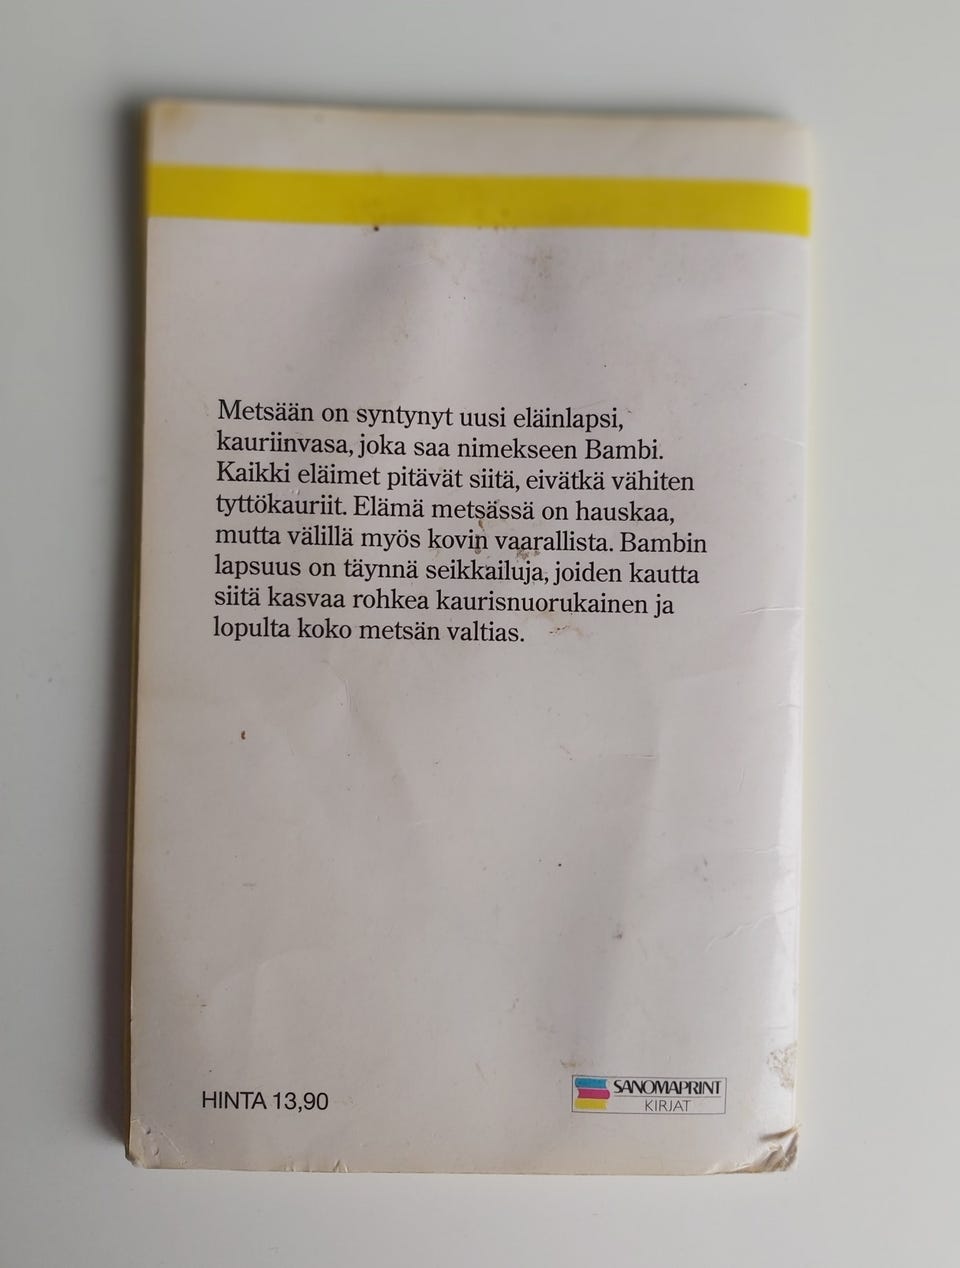 Metsään on syntynyt uusi eläinlapsi,
kauriinvasa, joka saa nimekseen Bambi.
Kaikki eläimet pitävät siitä, eivätkä vähiten
tyttökauriit. Elämä metsässä on hauskaa,
mutta välillä myös kovin vaarallista. Bambin
lapsuus on täynnä seikkailuja, joiden kautta
siitä kasvaa rohkea kaurisnuorukainen ja
lopulta koko metsän valtias.
HINTA 13,90
SANOMAPRINT
KIRJAT